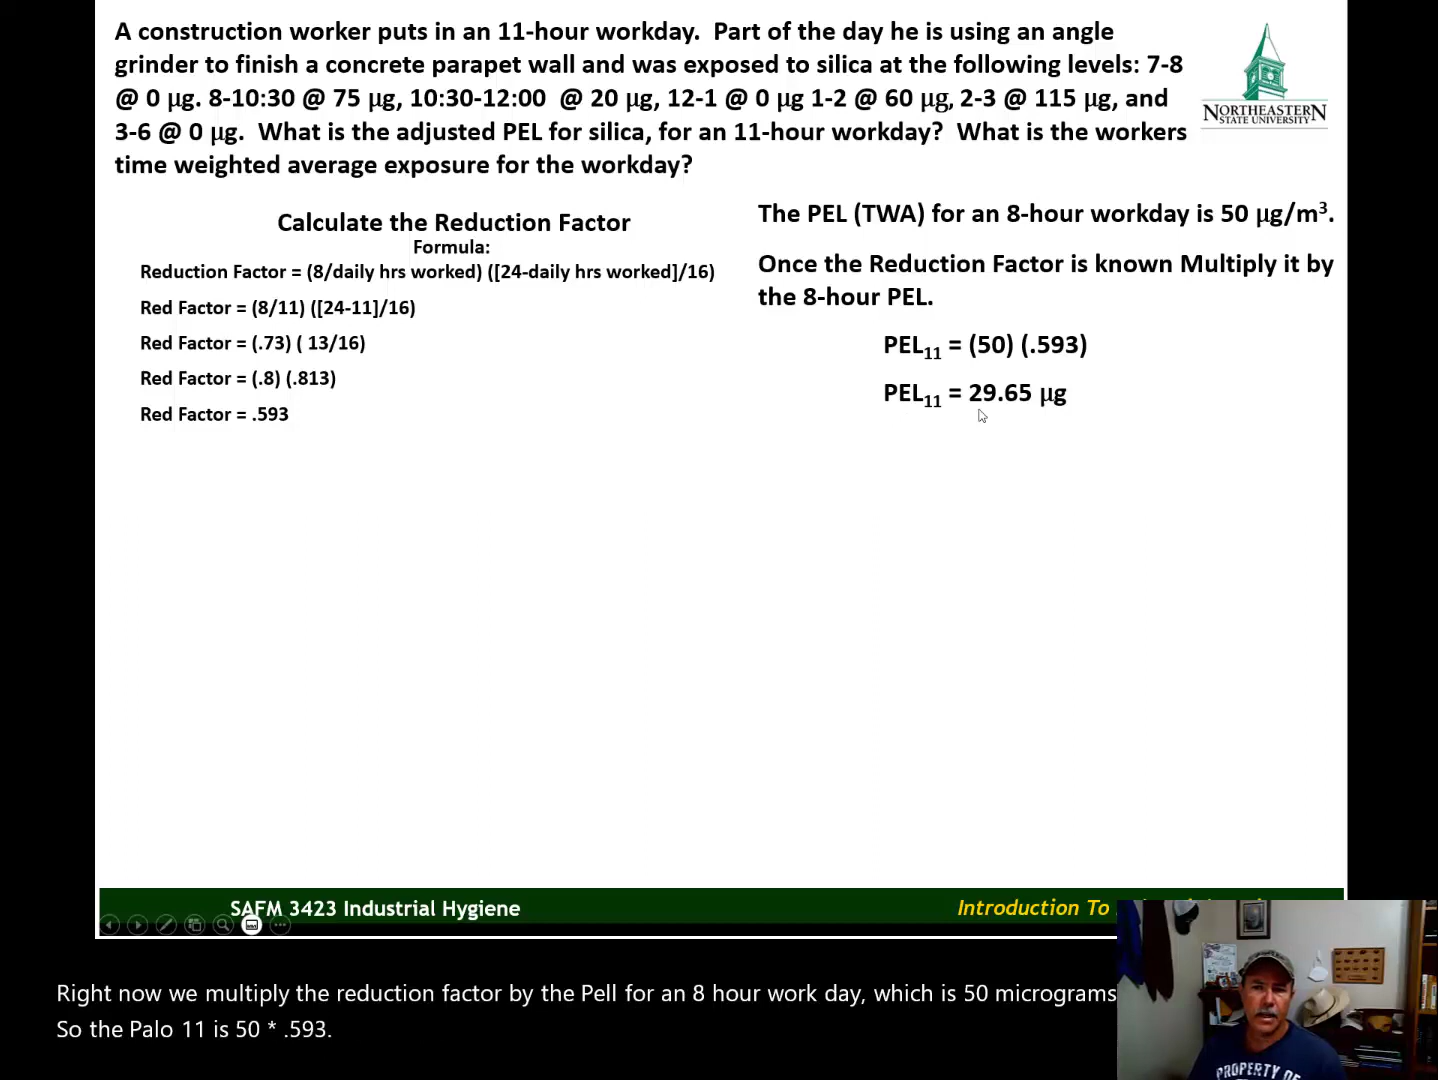 A construction worker puts in an 11-hour workday.  Part of the day he is using an angle
grinder to finish a concrete parapet wall and was exposed to silica at the following levels: 7-8
@ 0 µg. 8-10:30 @ 75 µg, 10:30-12:00  @ 20 µg, 12-1 @ 0 µg 1-2 @ 60 µg, 2-3 @ 115 µg, and
3-6 @ 0 µg.  What is the adjusted PEL for silica, for an 11-hour workday?  What is the workers
time weighted average exposure for the workday?
NORTHEASTERN
STATE UNIVERSITY
Calculate the Reduction Factor
Formula:
Reduction Factor = (8/daily hrs worked) ([24-daily hrs worked]/16)
Red Factor = (8/11) ([24-11]/16)
Red Factor = (.73) ( 13/16)
Red Factor = (.8) (.813)
Red Factor = .593
The PEL (TWA) for an 8-hour workday is 50 µg/m³.
Once the Reduction Factor is known Multiply it by
the 8-hour PEL.
PEL₁₁ = (50) (.593)
PEL₁₁ = 29.65 µg
SAFM 3423 Industrial Hygiene
Introduction To
Right now we multiply the reduction factor by the Pell for an 8 hour work day, which is 50 micrograms
So the Palo 11 is 50 * .593.
PROPERTY OF